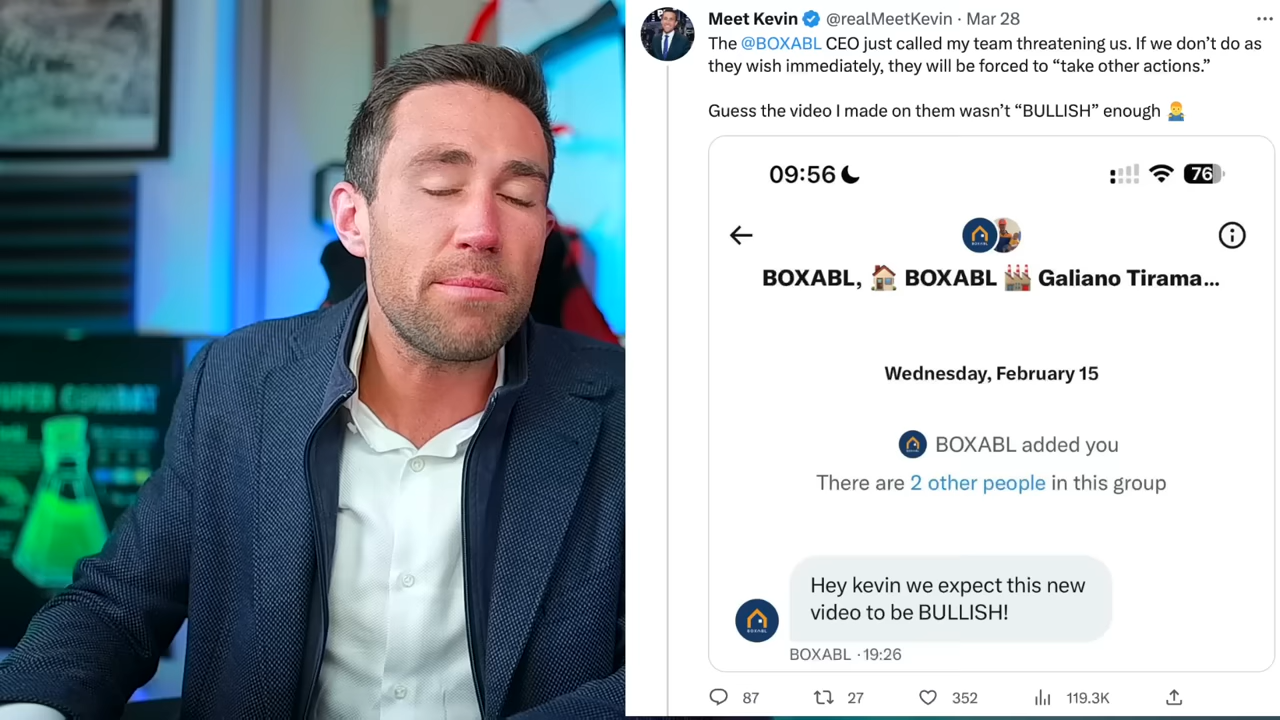 Meet Kevin @realMeetKevin · Mar 28
The @BOXABL CEO just called my team threatening us. If we don’t do as
they wish immediately, they will be forced to “take other actions.”
Guess the video I made on them wasn’t “BULLISH” enough 🤷‍♂️
09:56
76
BOXABL, 🏠 BOXABL 🏭 Galiano Tirama...
Wednesday, February 15
BOXABL added you
There are 2 other people in this group
Hey kevin we expect this new
video to be BULLISH!
BOXABL · 19:26
87 27 352 119.3K